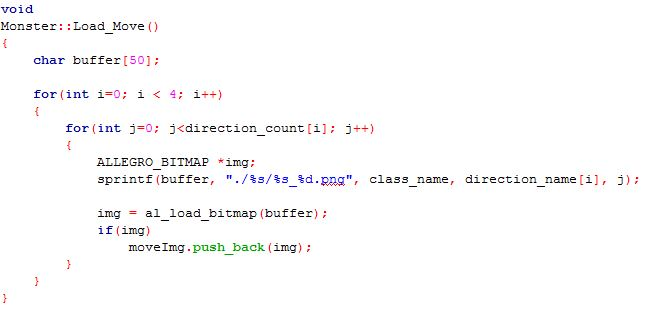 void
Monster::Load_Move()
{
    char buffer[50];

    for(int i=0; i < 4; i++)
    {
        for(int j=0; j<direction_count[i]; j++)
        {
            ALLEGRO_BITMAP *img;
            sprintf(buffer, "./%s/%s_%d.png", class_name, direction_name[i], j);

            img = al_load_bitmap(buffer);
            if(img)
                moveImg.push_back(img);
        }
    }
}